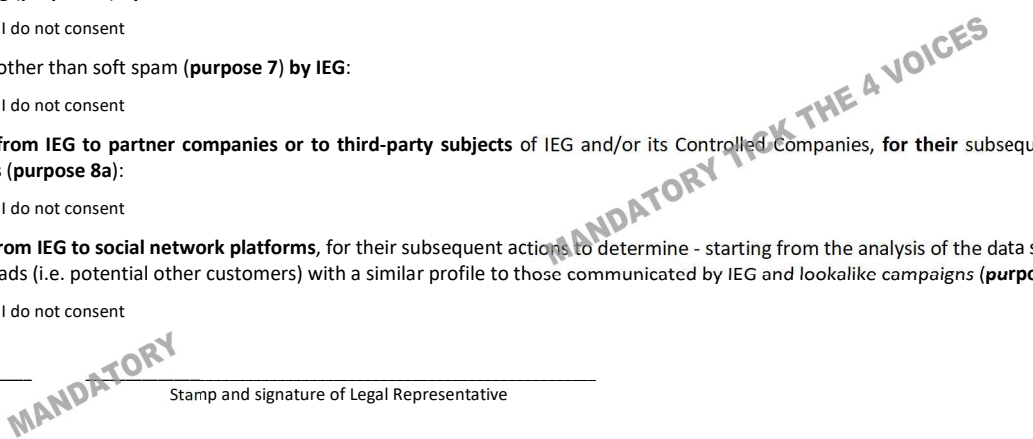 I do not consent
other than soft spam (purpose 7) by IEG:
I do not consent
from IEG to partner companies or to third-party subjects of IEG and/or its Controlled Companies, for their
(purpose 8a):
I do not consent
IEG to social network platforms, for their subsequent actions to determine - starting from the analysis of the data
(i.e. potential other customers) with a similar profile to those communicated by IEG and lookalike campaigns
I do not consent
Stamp and signature of Legal Representative
MANDATORY TICK THE 4 VOICES
MANDATORY